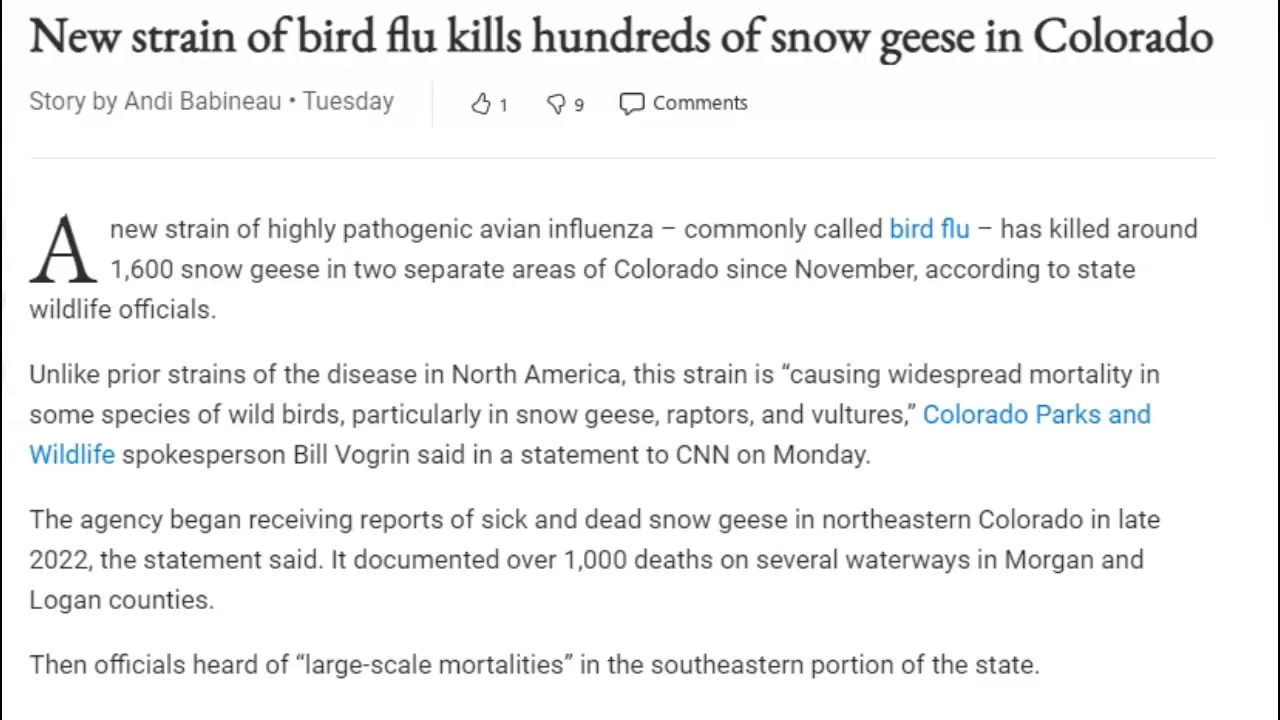 New strain of bird flu kills hundreds of snow geese in Colorado
Story by Andi Babineau • Tuesday
1
9
Comments
A new strain of highly pathogenic avian influenza – commonly called bird flu – has killed around
1,600 snow geese in two separate areas of Colorado since November, according to state
wildlife officials.
Unlike prior strains of the disease in North America, this strain is “causing widespread mortality in
some species of wild birds, particularly in snow geese, raptors, and vultures,” Colorado Parks and
Wildlife spokesperson Bill Vogrin said in a statement to CNN on Monday.
The agency began receiving reports of sick and dead snow geese in northeastern Colorado in late
2022, the statement said. It documented over 1,000 deaths on several waterways in Morgan and
Logan counties.
Then officials heard of “large-scale mortalities” in the southeastern portion of the state.